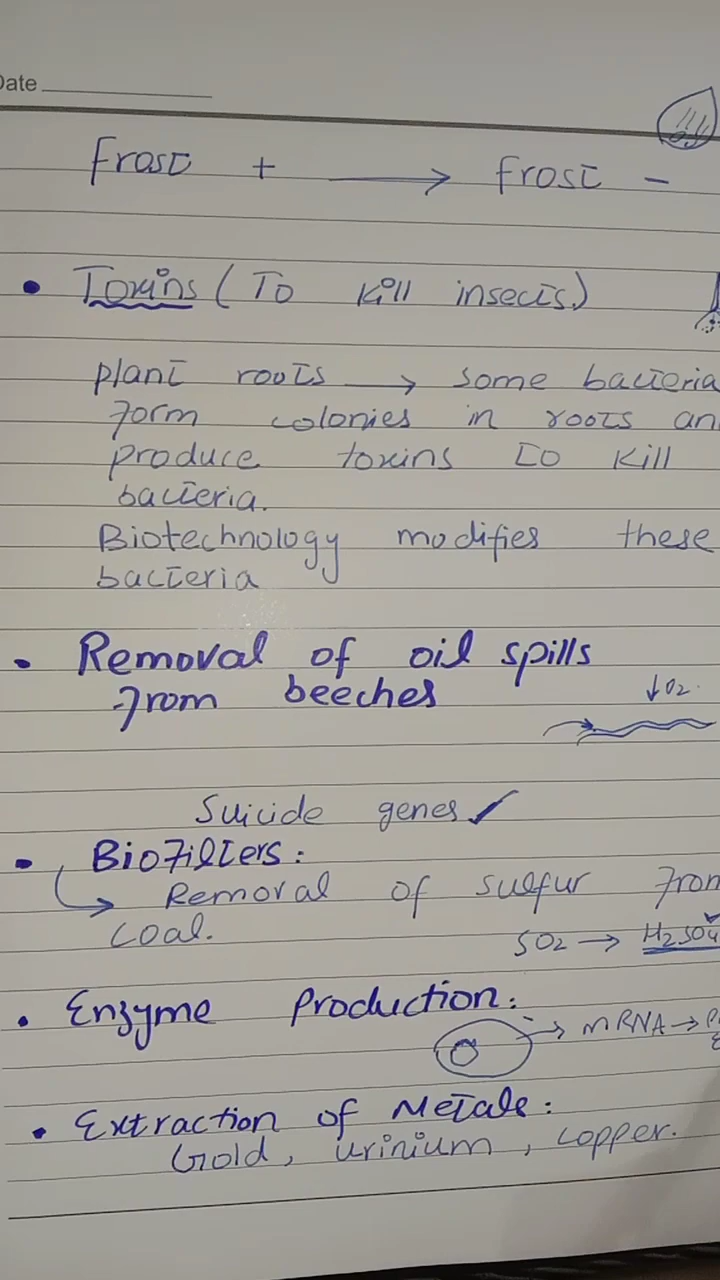 Date
Frost + → frost -
• Toxins (To kill insects.)
plant roots → some bacteria
form colonies in roots an
produce toxins to kill
bacteria.
Biotechnology modifies these
bacteria
• Removal of oil spills
from beeches
↓O2.
Suicide genes ✓
• BioFilters:
→ Removal of sulfur from
coal.
SO2 → H2SO4
• Enzyme Production:
→ mRNA →
• Extraction of Metals:
Gold, urinium, copper.